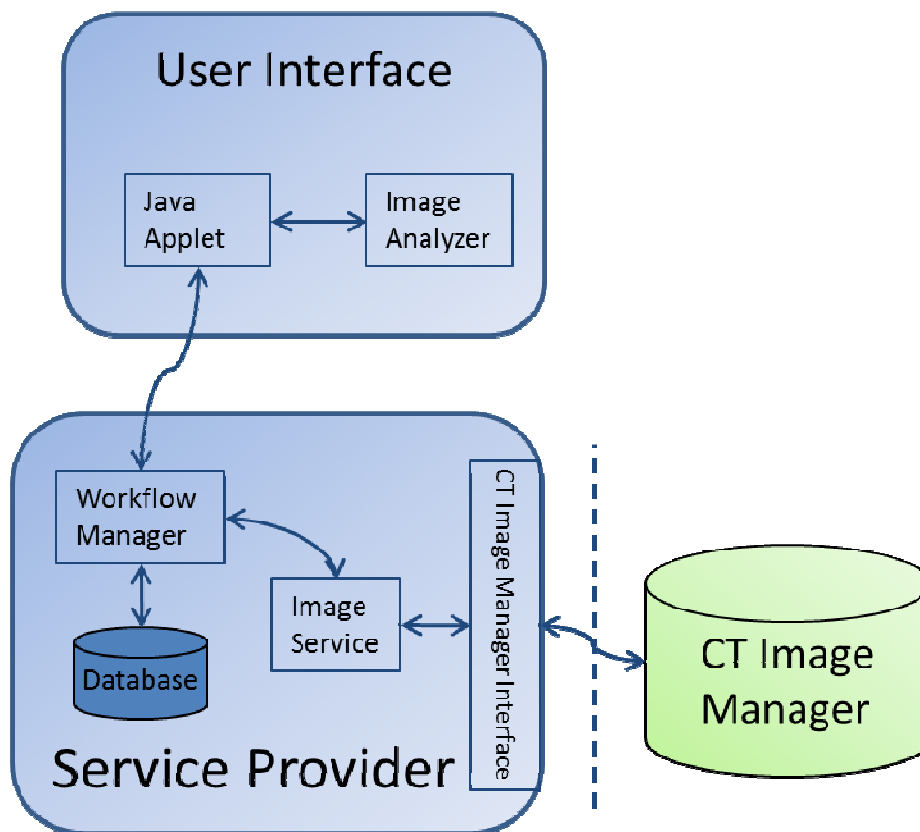 User Interface
Java
Applet
Image
Analyzer
Workflow
Manager
Image
Service
Database
CT Image Manager Interface
Service Provider
CT Image
Manager